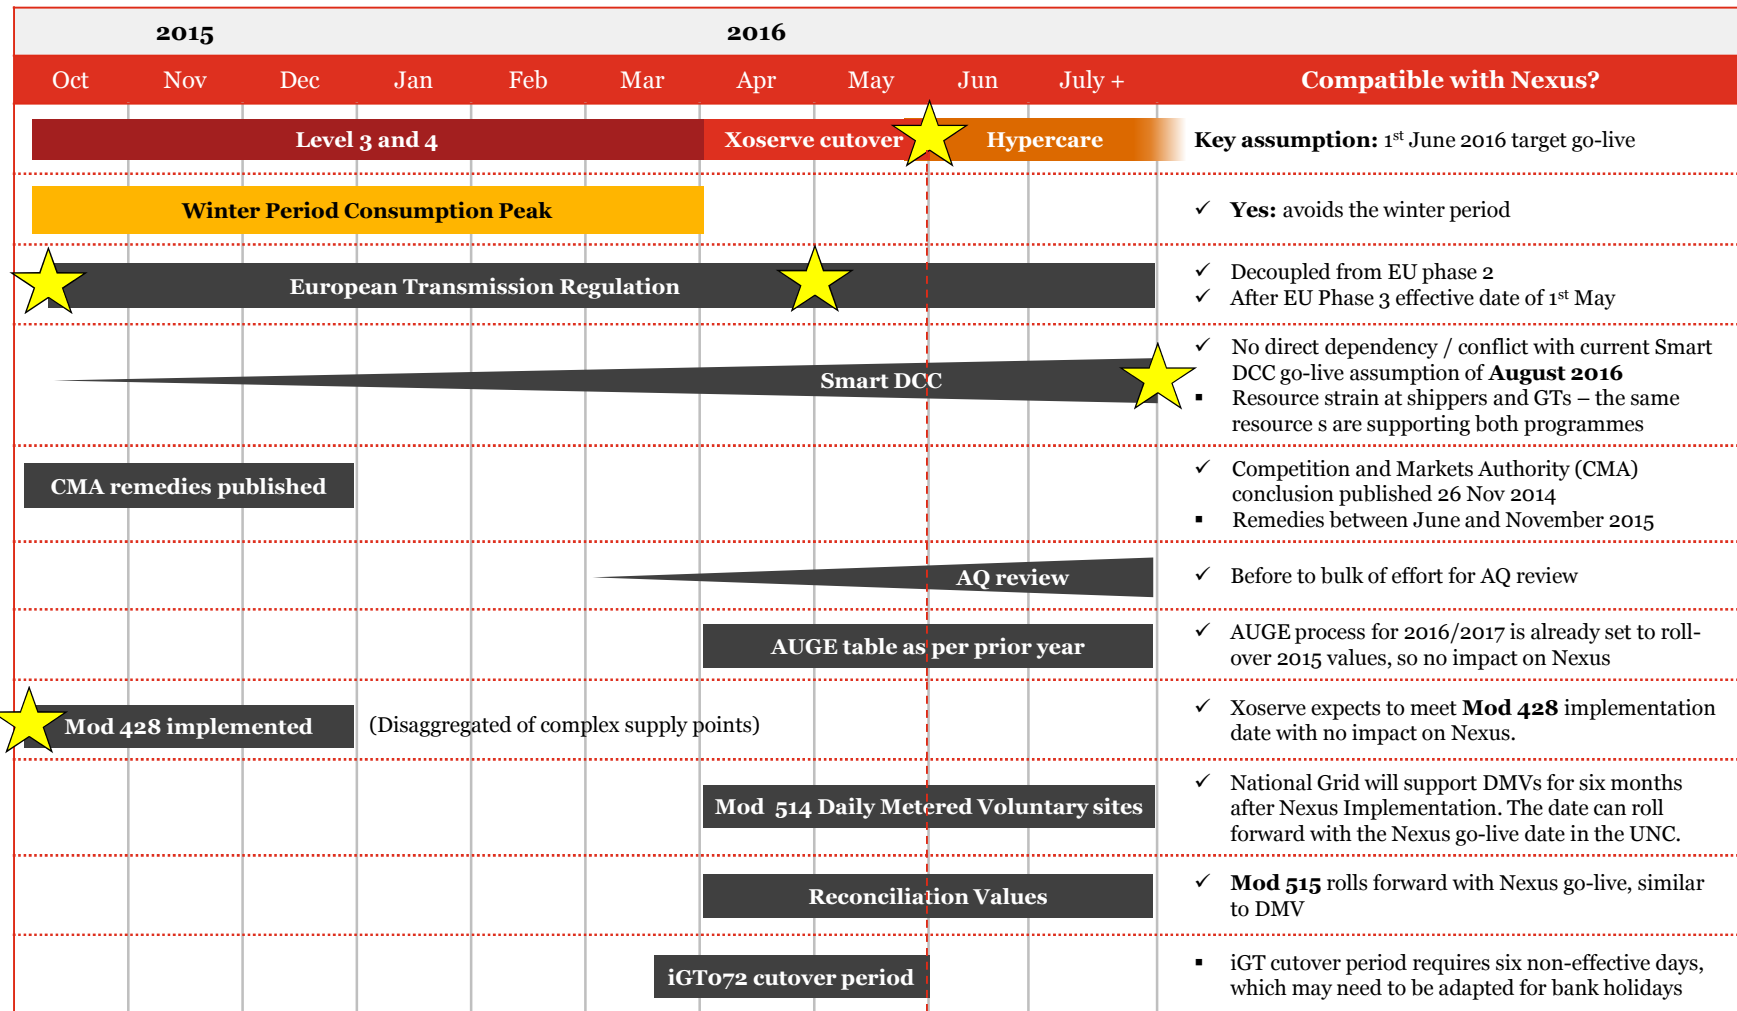 2015 2016
Oct Nov Dec Jan Feb Mar Apr May Jun July + Compatible with Nexus?
Level 3 and 4 Xoserve cutover Hypercare Key assumption: 1st June 2016 target go-live
Winter Period Consumption Peak ✓ Yes: avoids the winter period
European Transmission Regulation
✓ Decoupled from EU phase 2
✓ After EU Phase 3 effective date of 1st May
Smart DCC
✓ No direct dependency / conflict with current Smart
DCC go-live assumption of August 2016
▪ Resource strain at shippers and GTs – the same
resource s are supporting both programmes
CMA remedies published
✓ Competition and Markets Authority (CMA)
conclusion published 26 Nov 2014
▪ Remedies between June and November 2015
AQ review ✓ Before to bulk of effort for AQ review
AUGE table as per prior year
✓ AUGE process for 2016/2017 is already set to roll-
over 2015 values, so no impact on Nexus
Mod 428 implemented (Disaggregated of complex supply points)
✓ Xoserve expects to meet Mod 428 implementation
date with no impact on Nexus.
Mod 514 Daily Metered Voluntary sites
✓ National Grid will support DMVs for six months
after Nexus Implementation. The date can roll
forward with the Nexus go-live date in the UNC.
Reconciliation Values
✓ Mod 515 rolls forward with Nexus go-live, similar
to DMV
iGT072 cutover period
▪ iGT cutover period requires six non-effective days,
which may need to be adapted for bank holidays